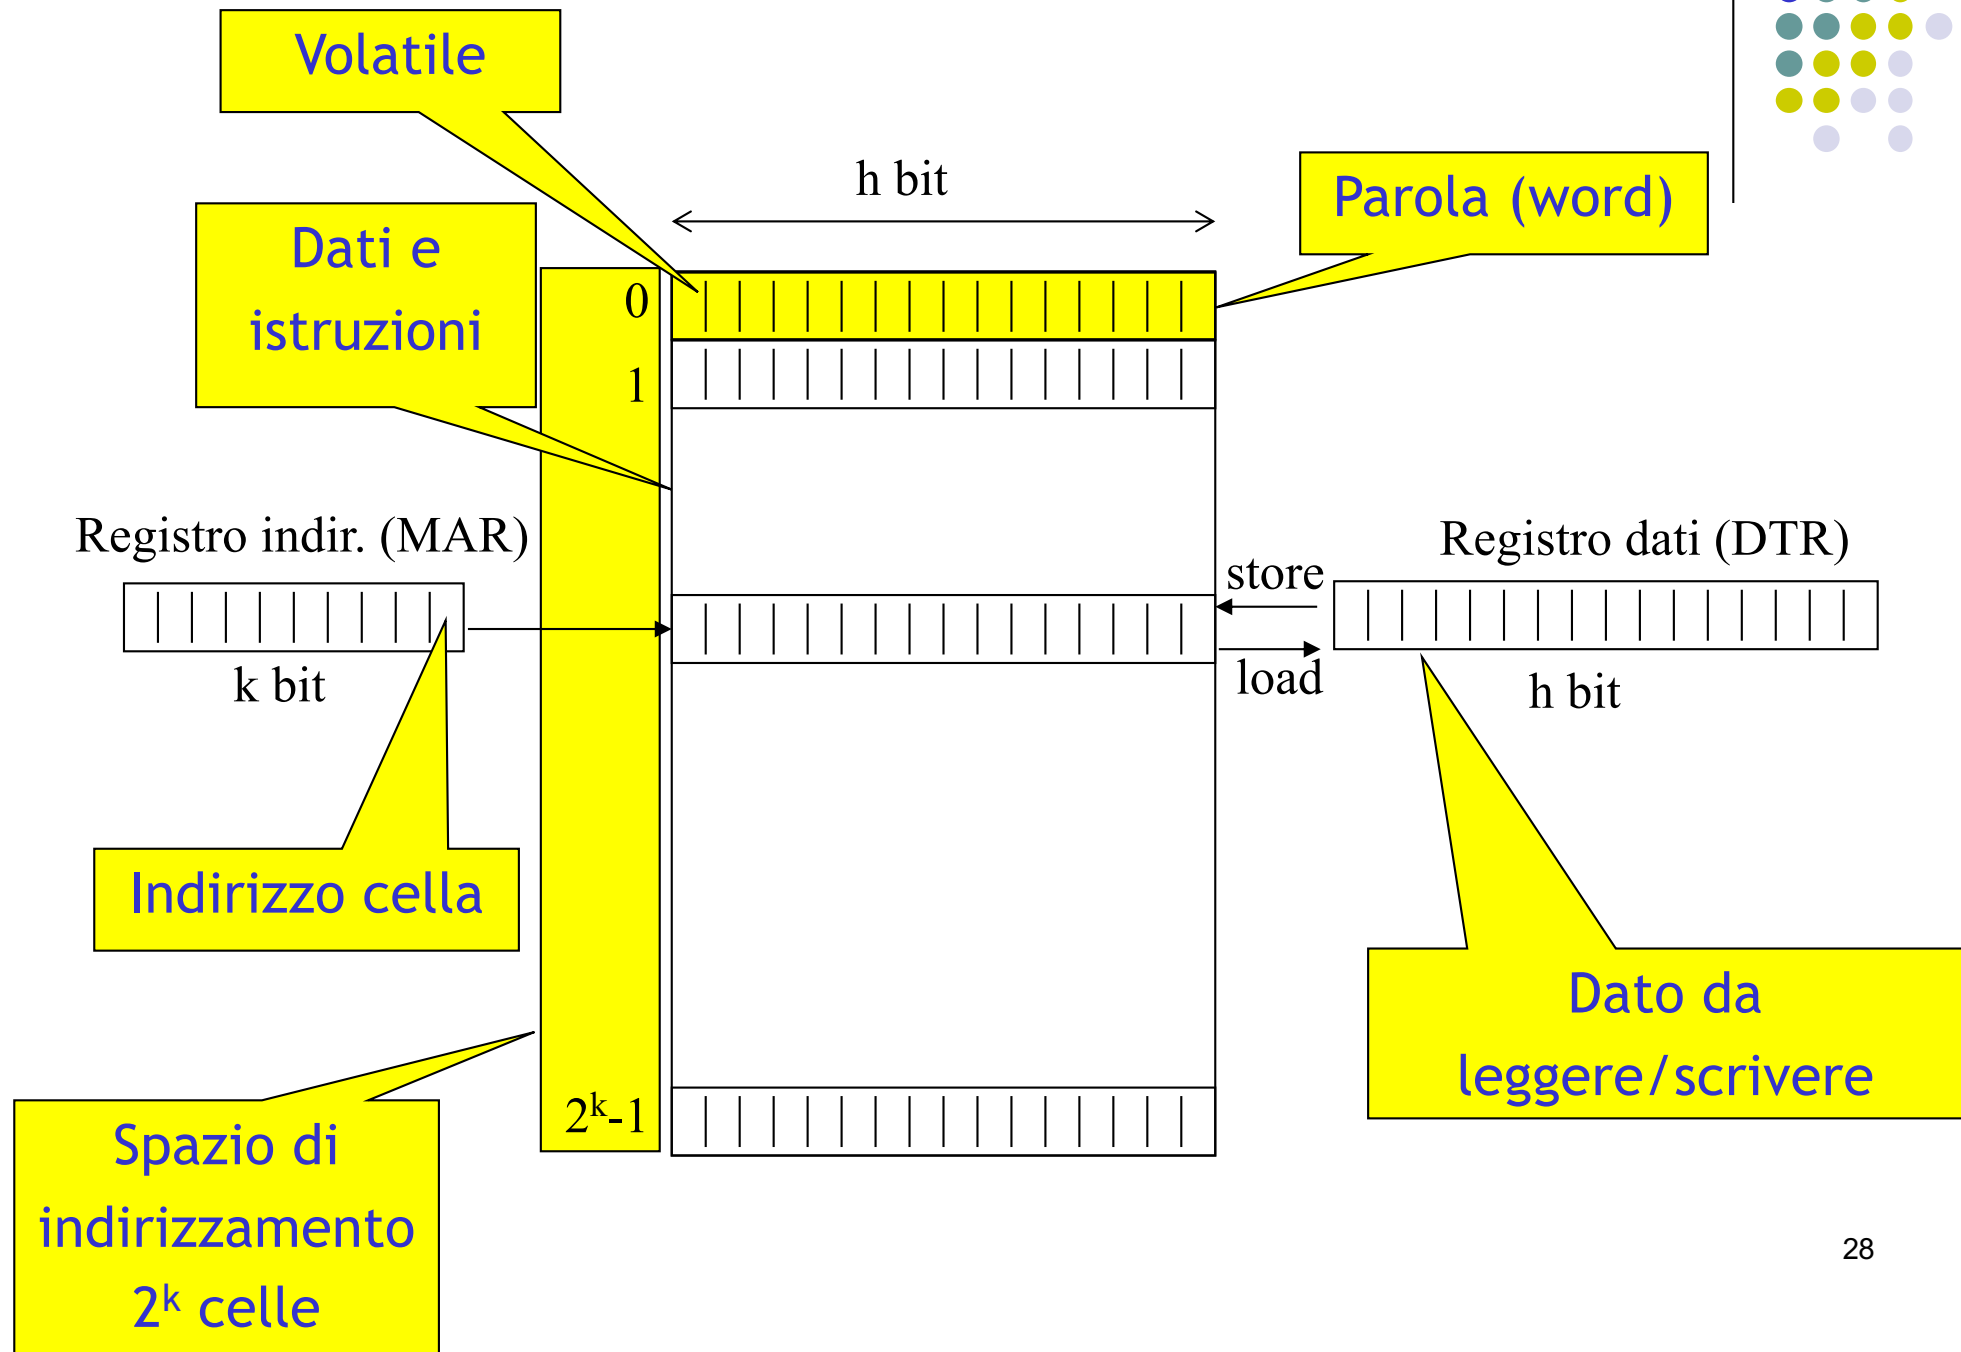 Volatile
h bit
Parola (word)
Dati e
istruzioni
0
1
Registro indir. (MAR)
k bit
store
load
Registro dati (DTR)
h bit
Indirizzo cella
Dato da
leggere/scrivere
2ᵏ-1
Spazio di
indirizzamento
2ᵏ celle
28